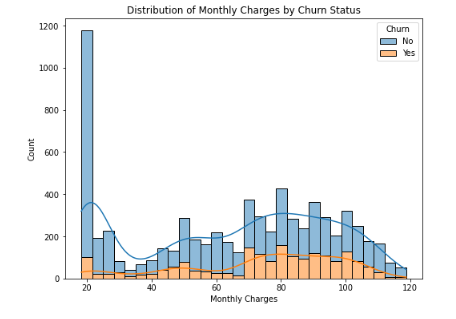 Distribution of Monthly Charges by Churn Status
Churn
No
Yes
1200
1000
800
600
400
200
0
Count
20
40
60
80
100
120
Monthly Charges